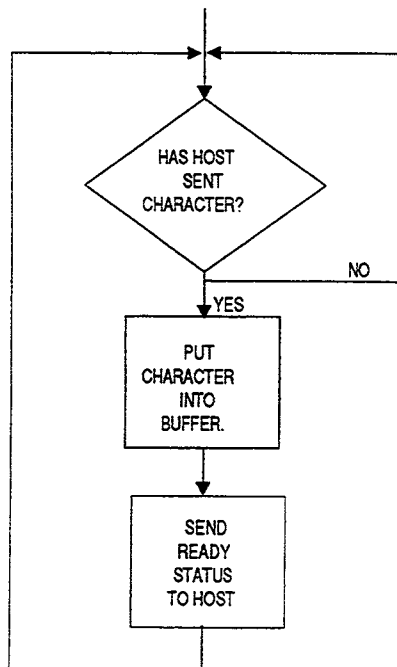 HAS HOST
SENT
CHARACTER?
NO
YES
PUT
CHARACTER
INTO
BUFFER.
SEND
READY
STATUS
TO HOST